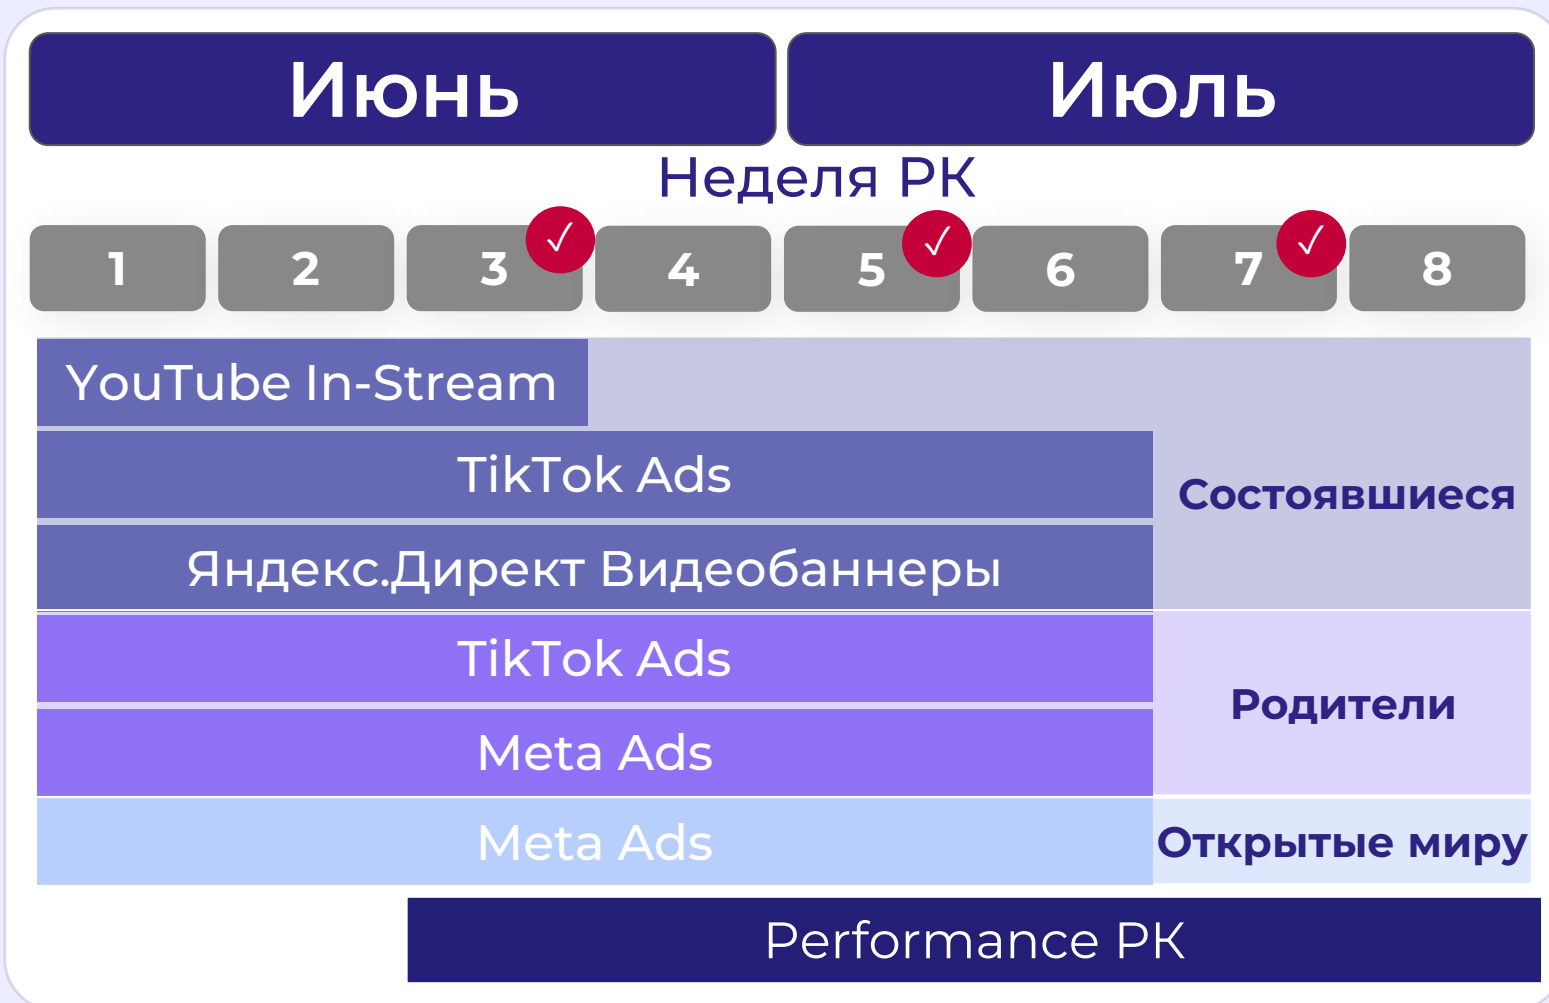 Июнь Июль
Неделя РК
1 2 3 ✓ 4 5 ✓ 6 7 ✓ 8
YouTube In-Stream
TikTok Ads
Состоявшиеся
Яндекс.Директ Видеобаннеры
TikTok Ads
Родители
Meta Ads
Meta Ads Открытые миру
Performance РК